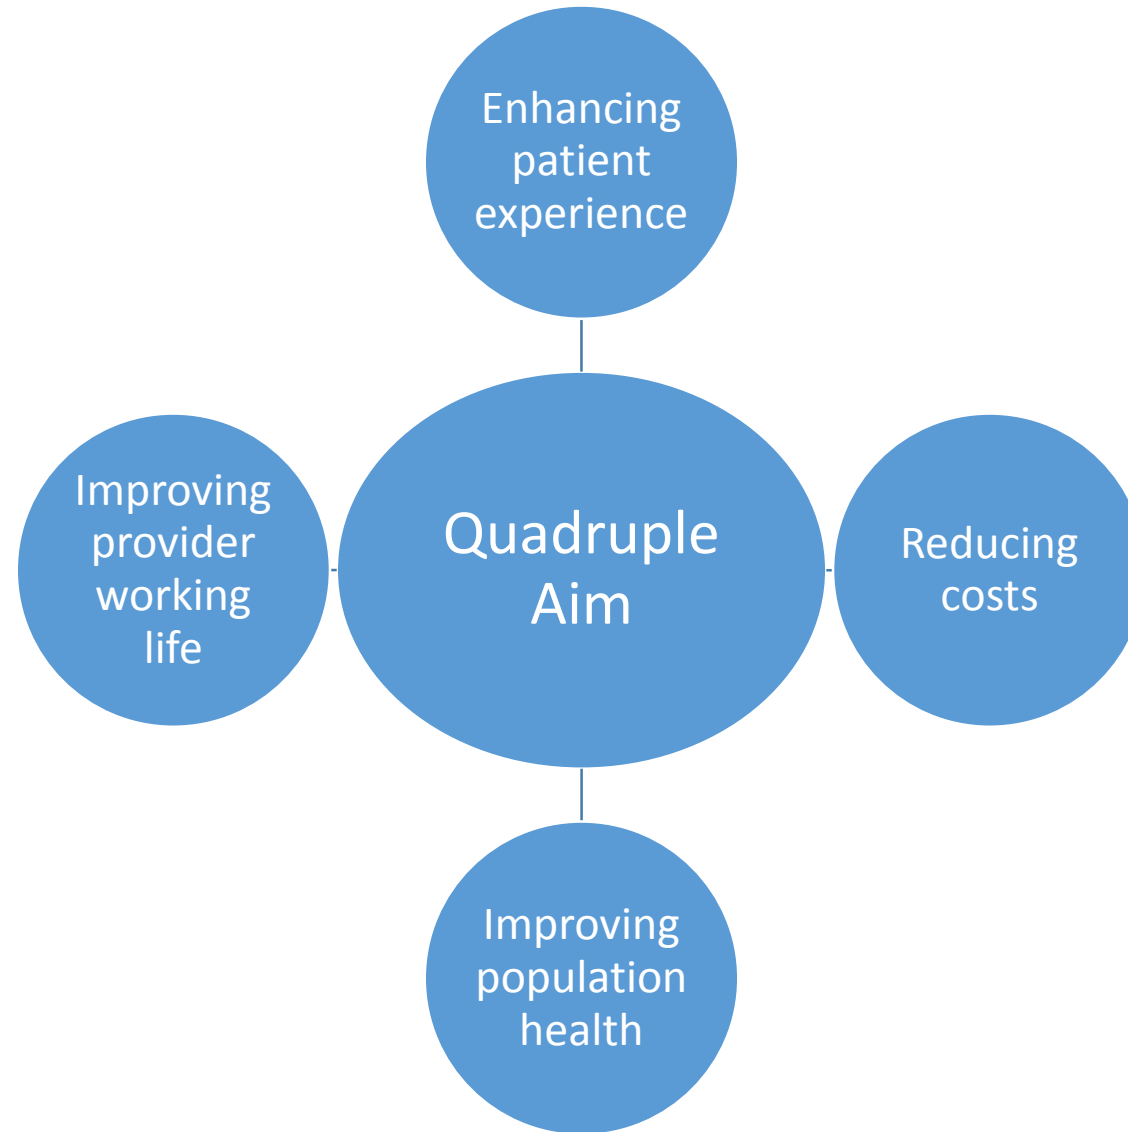 Enhancing
patient
experience
Improving
provider
working
life
Quadruple
Aim
Reducing
costs
Improving
population
health